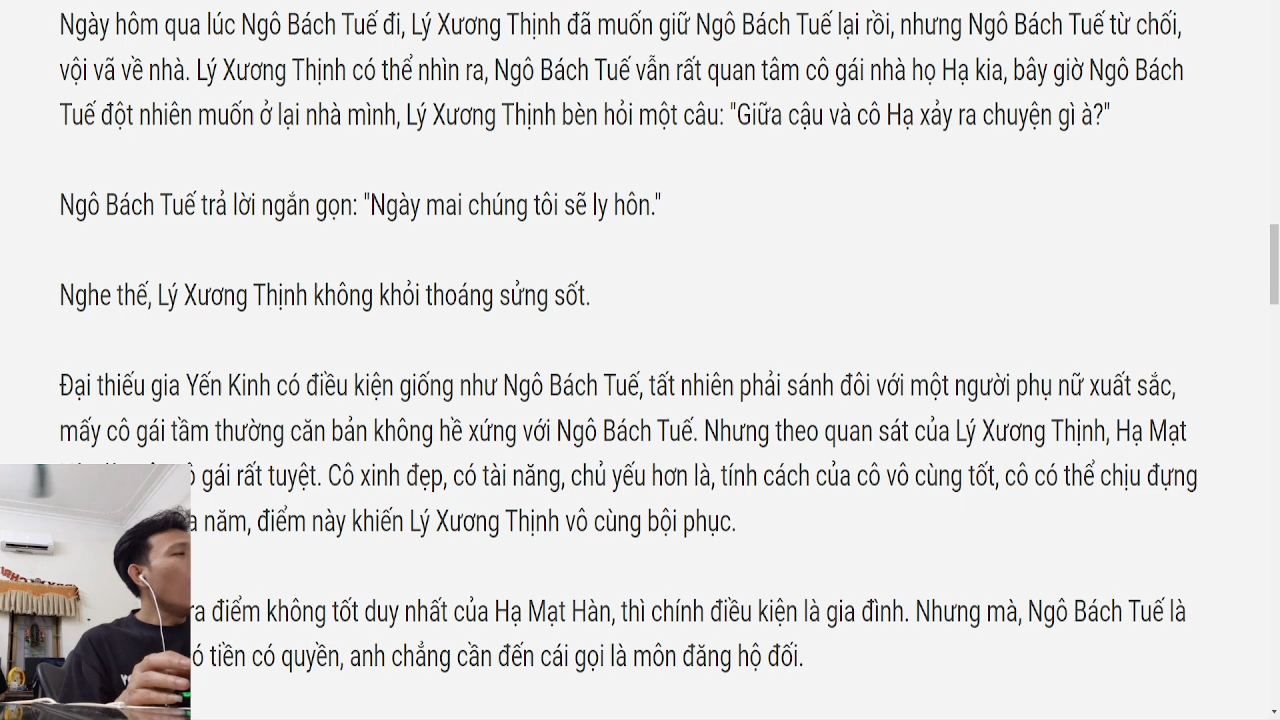 Ngày hôm qua lúc Ngô Bách Tuế đi, Lý Xương Thịnh đã muốn giữ Ngô Bách Tuế lại rồi, nhưng Ngô Bách Tuế từ chối,
vội vã về nhà. Lý Xương Thịnh có thể nhìn ra, Ngô Bách Tuế vẫn rất quan tâm cô gái nhà họ Hạ kia, bây giờ Ngô Bách
Tuế đột nhiên muốn ở lại nhà mình, Lý Xương Thịnh bèn hỏi một câu: "Giữa cậu và cô Hạ xảy ra chuyện gì à?"
Ngô Bách Tuế trả lời ngắn gọn: "Ngày mai chúng tôi sẽ ly hôn."
Nghe thế, Lý Xương Thịnh không khỏi thoáng sửng sốt.
Đại thiếu gia Yến Kinh có điều kiện giống như Ngô Bách Tuế, tất nhiên phải sánh đôi với một người phụ nữ xuất sắc,
mấy cô gái tầm thường căn bản không hề xứng với Ngô Bách Tuế. Nhưng theo quan sát của Lý Xương Thịnh, Hạ Mạt
gái rất tuyệt. Cô xinh đẹp, có tài năng, chủ yếu hơn là, tính cách của cô vô cùng tốt, cô có thể chịu đựng
năm, điểm này khiến Lý Xương Thịnh vô cùng bội phục.
điểm không tốt duy nhất của Hạ Mạt Hàn, thì chính điều kiện là gia đình. Nhưng mà, Ngô Bách Tuế là
tiền có quyền, anh chẳng cần đến cái gọi là môn đăng hộ đối.